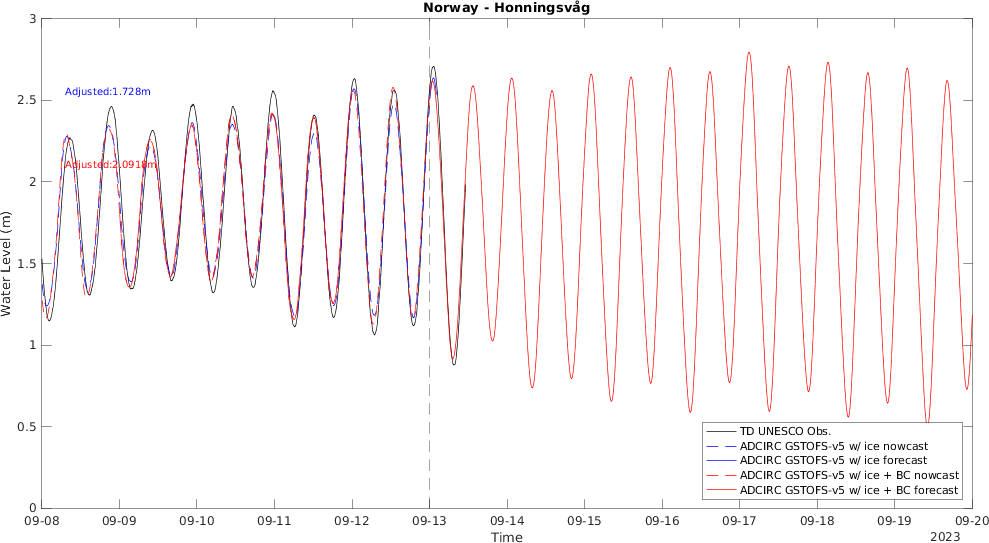 Norway - Honningsvåg
3
2.5
2
1.5
1
0.5
0
Water Level (m)
Adjusted:1.728m
Adjusted:2.0918m
TD UNESCO Obs.
ADCIRC GSTOFS-v5 w/ ice nowcast
ADCIRC GSTOFS-v5 w/ ice forecast
ADCIRC GSTOFS-v5 w/ ice + BC nowcast
ADCIRC GSTOFS-v5 w/ ice + BC forecast
09-08 09-09 09-10 09-11 09-12 09-13 09-14 09-15 09-16 09-17 09-18 09-19 09-20
Time
2023